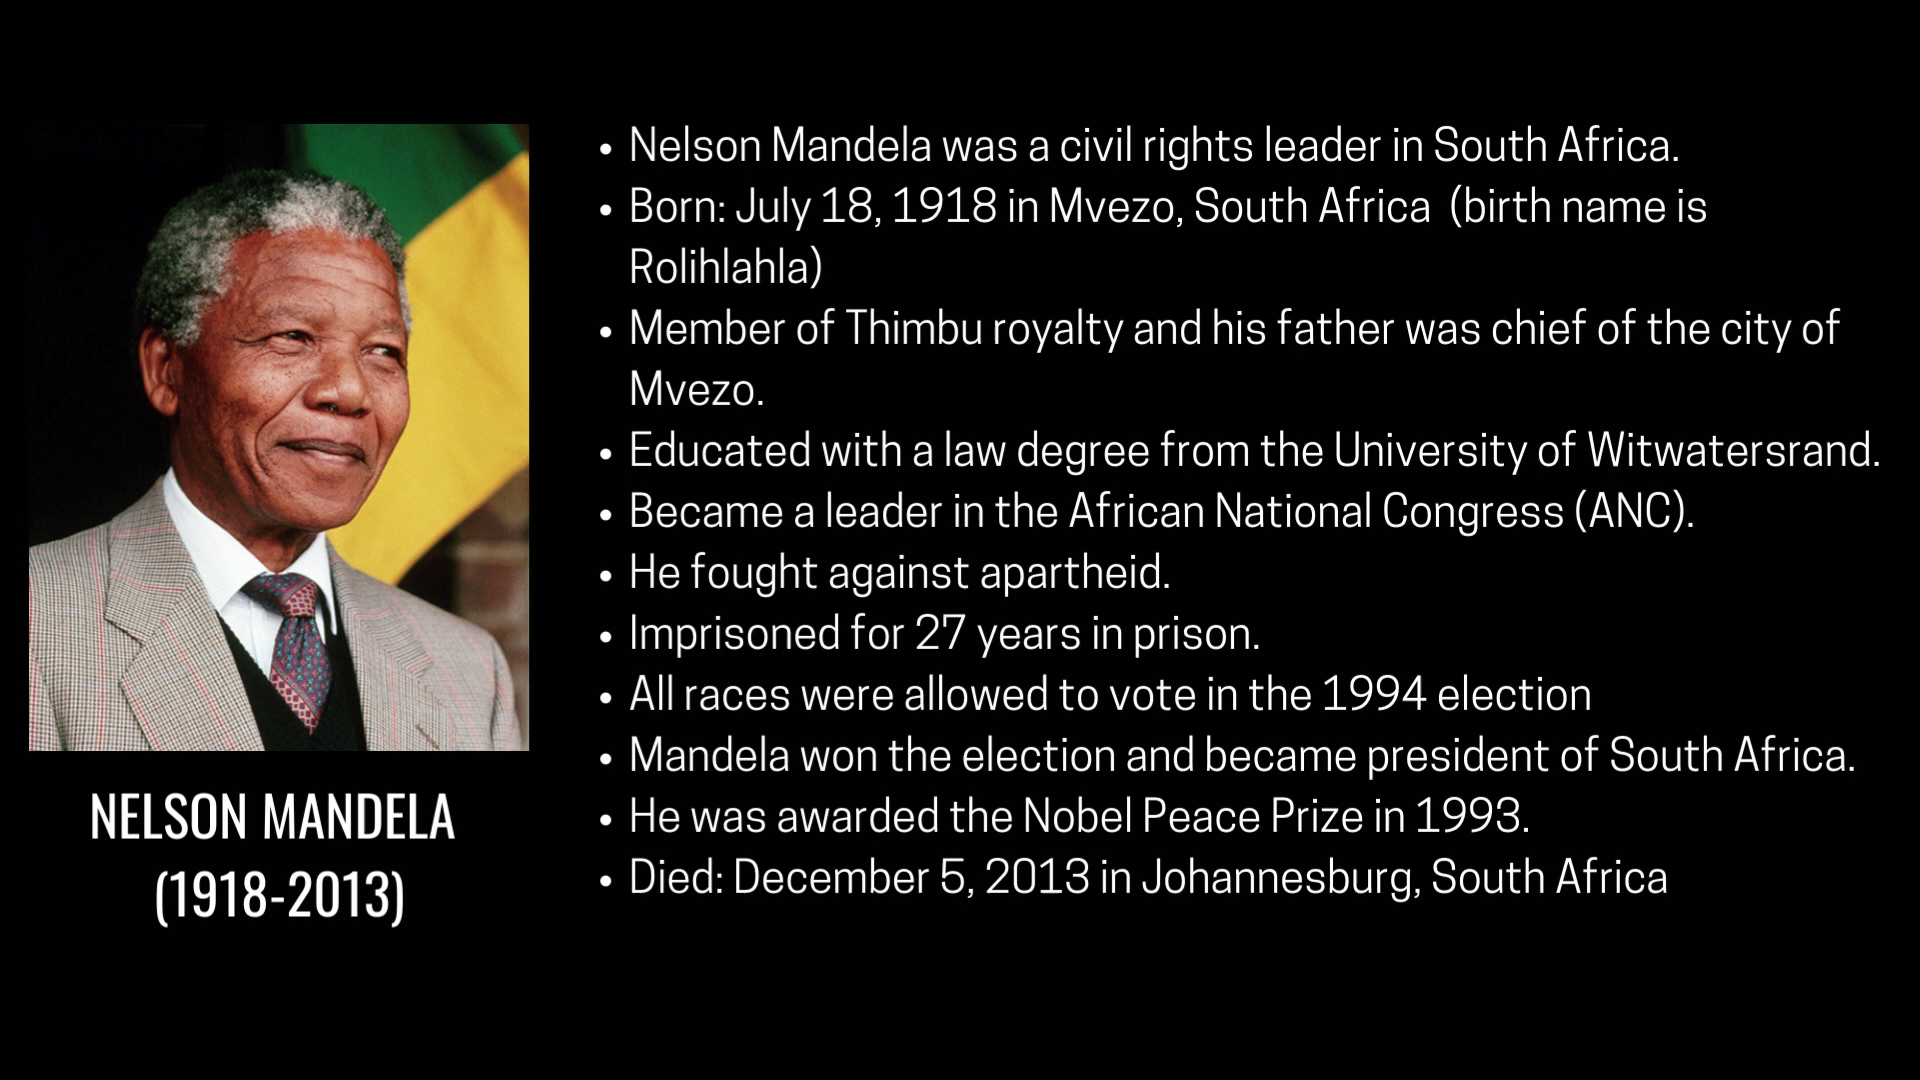 • Nelson Mandela was a civil rights leader in South Africa.
• Born: July 18, 1918 in Mvezo, South Africa  (birth name is
Rolihlahla)
• Member of Thimbu royalty and his father was chief of the city of
Mvezo.
• Educated with a law degree from the University of Witwatersrand.
• Became a leader in the African National Congress (ANC).
• He fought against apartheid.
• Imprisoned for 27 years in prison.
• All races were allowed to vote in the 1994 election
• Mandela won the election and became president of South Africa.
• He was awarded the Nobel Peace Prize in 1993.
• Died: December 5, 2013 in Johannesburg, South Africa
NELSON MANDELA
(1918-2013)